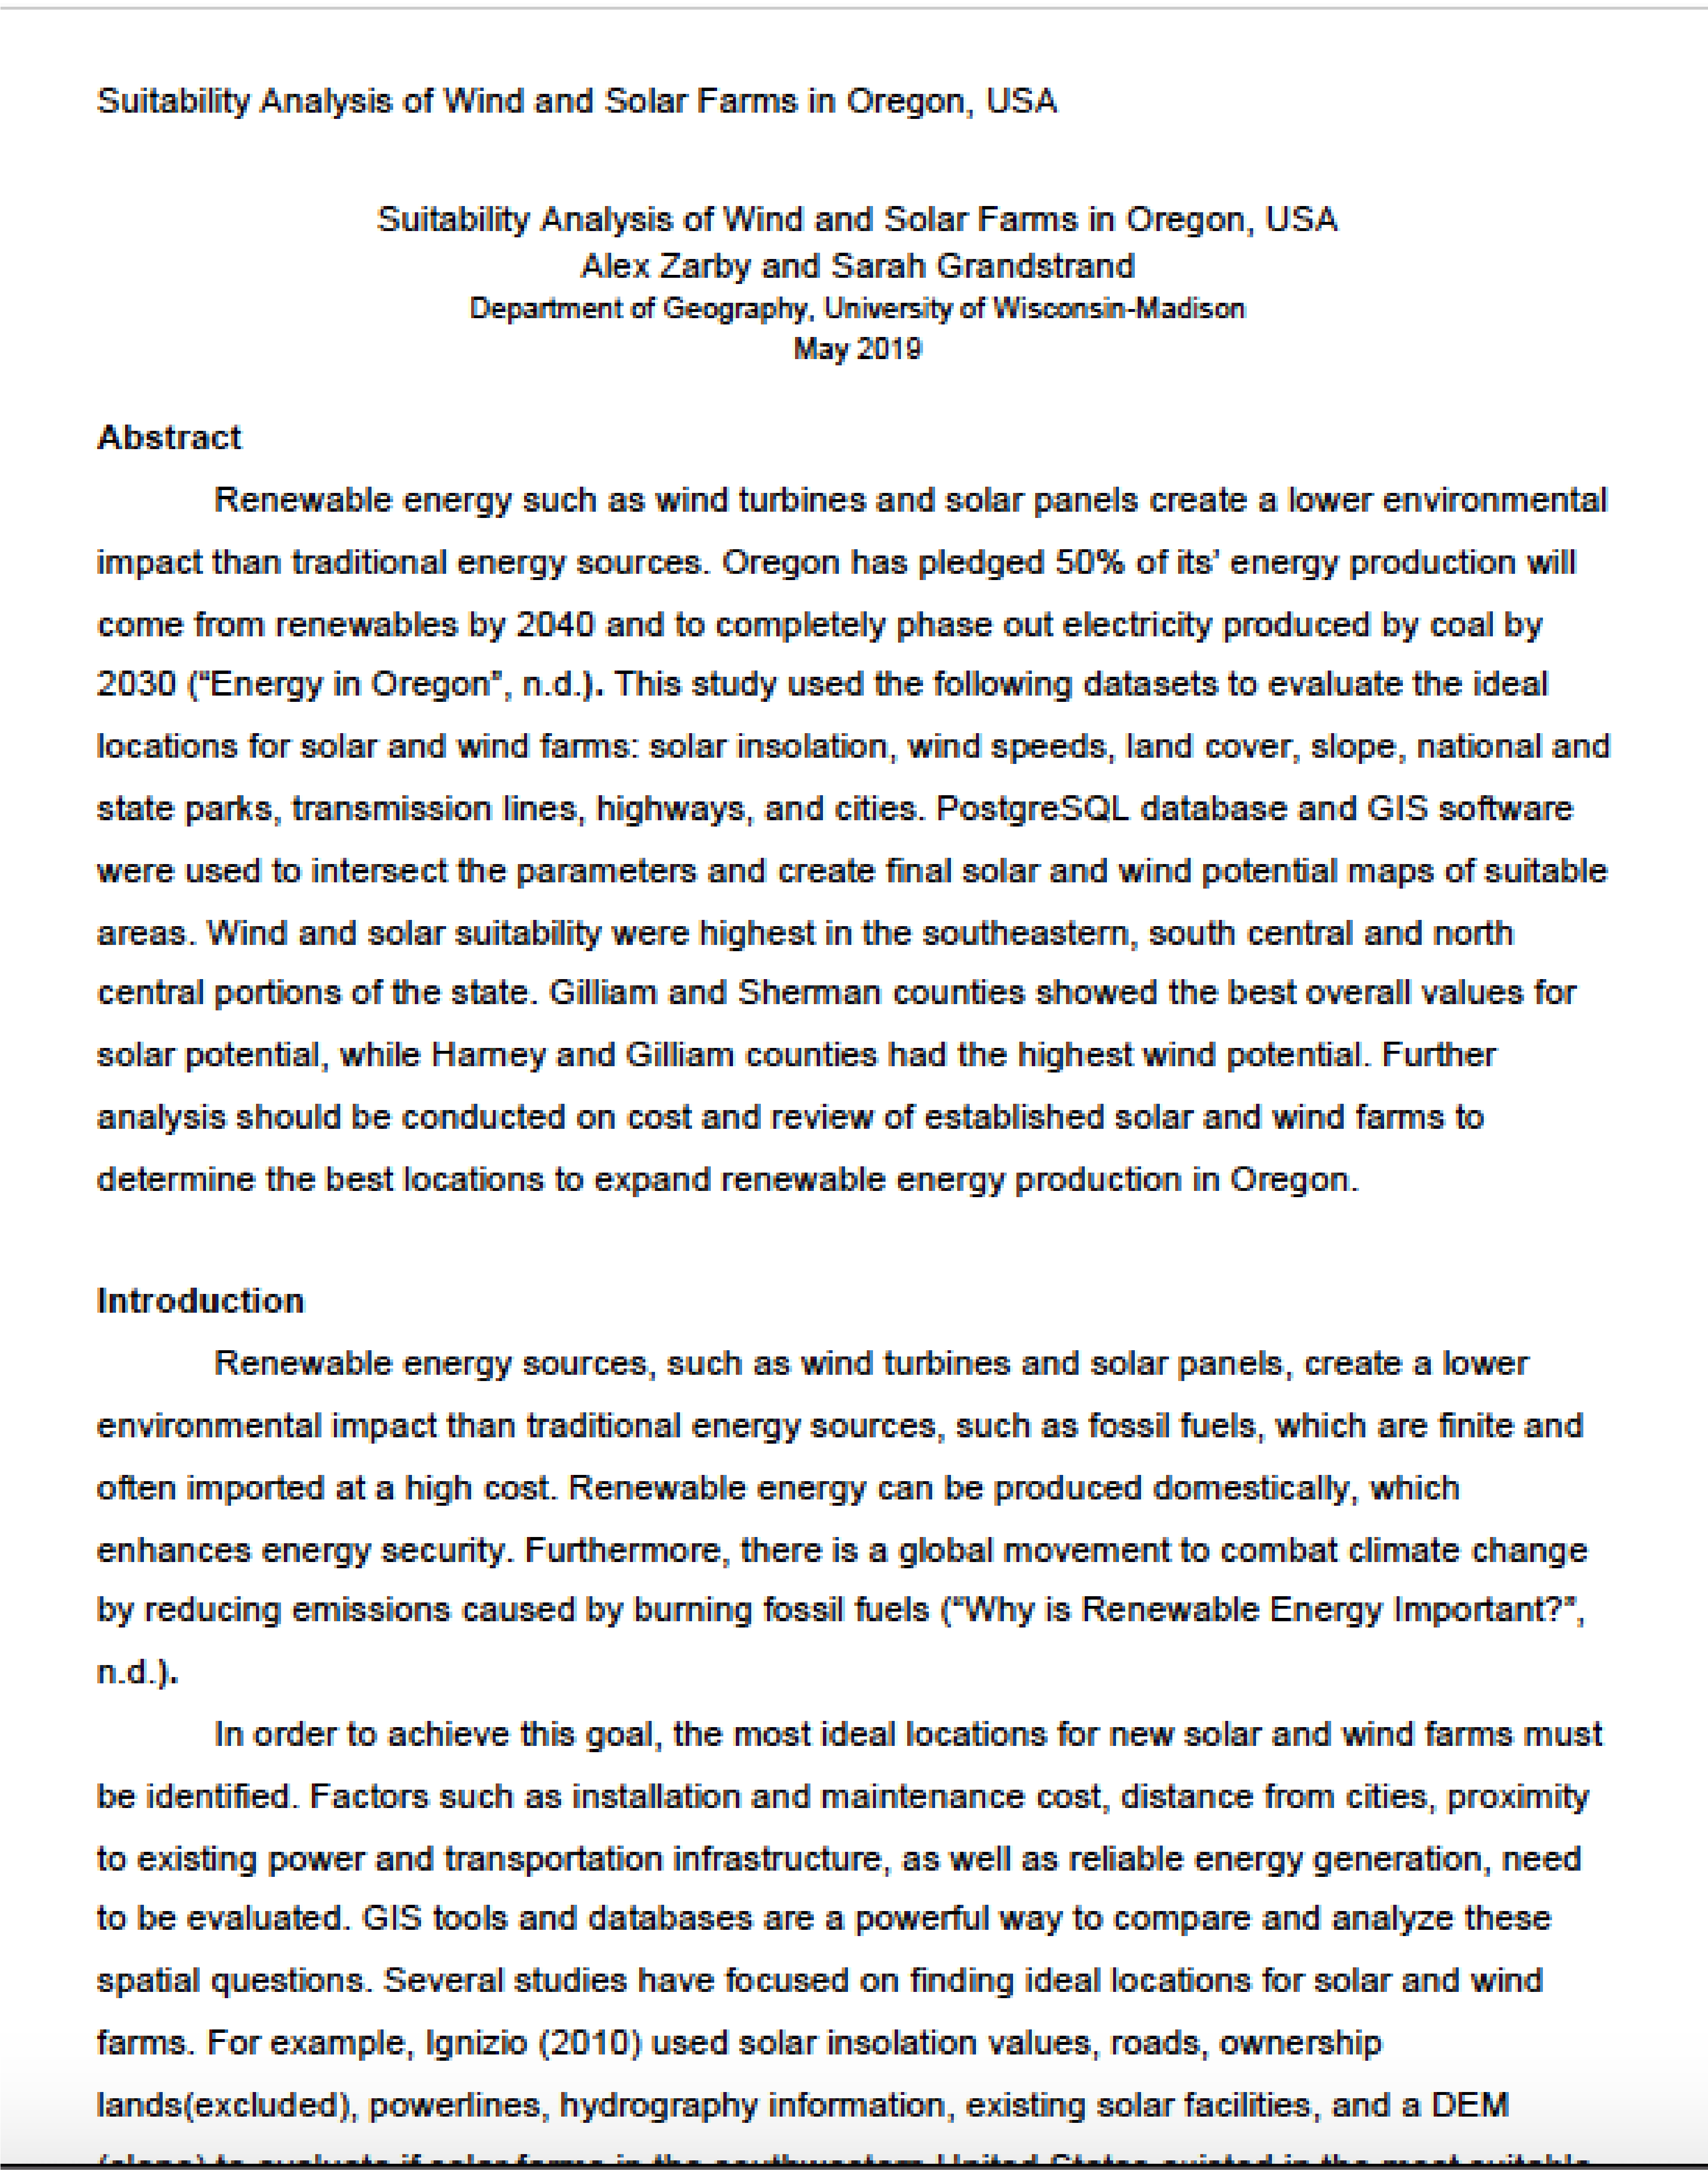 Suitability Analysis of Wind and Solar Farms in Oregon, USA
Suitability Analysis of Wind and Solar Farms in Oregon, USA
Alex Zarby and Sarah Grandstrand
Department of Geography, University of Wisconsin-Madison
May 2019
Abstract
Renewable energy such as wind turbines and solar panels create a lower environmental
impact than traditional energy sources. Oregon has pledged 50% of its’ energy production will
come from renewables by 2040 and to completely phase out electricity produced by coal by
2030 (“Energy in Oregon”, n.d.). This study used the following datasets to evaluate the ideal
locations for solar and wind farms: solar insolation, wind speeds, land cover, slope, national and
state parks, transmission lines, highways, and cities. PostgreSQL database and GIS software
were used to intersect the parameters and create final solar and wind potential maps of suitable
areas. Wind and solar suitability were highest in the southeastern, south central and north
central portions of the state. Gilliam and Sherman counties showed the best overall values for
solar potential, while Harney and Gilliam counties had the highest wind potential. Further
analysis should be conducted on cost and review of established solar and wind farms to
determine the best locations to expand renewable energy production in Oregon.
Introduction
Renewable energy sources, such as wind turbines and solar panels, create a lower
environmental impact than traditional energy sources, such as fossil fuels, which are finite and
often imported at a high cost. Renewable energy can be produced domestically, which
enhances energy security. Furthermore, there is a global movement to combat climate change
by reducing emissions caused by burning fossil fuels (“Why is Renewable Energy Important?”,
n.d.).
In order to achieve this goal, the most ideal locations for new solar and wind farms must
be identified. Factors such as installation and maintenance cost, distance from cities, proximity
to existing power and transportation infrastructure, as well as reliable energy generation, need
to be evaluated. GIS tools and databases are a powerful way to compare and analyze these
spatial questions. Several studies have focused on finding ideal locations for solar and wind
farms. For example, Ignizio (2010) used solar insolation values, roads, ownership
lands(excluded), powerlines, hydrography information, existing solar facilities, and a DEM
(slope) to evaluate if solar farms in the southwestern United States existed in the most suitable